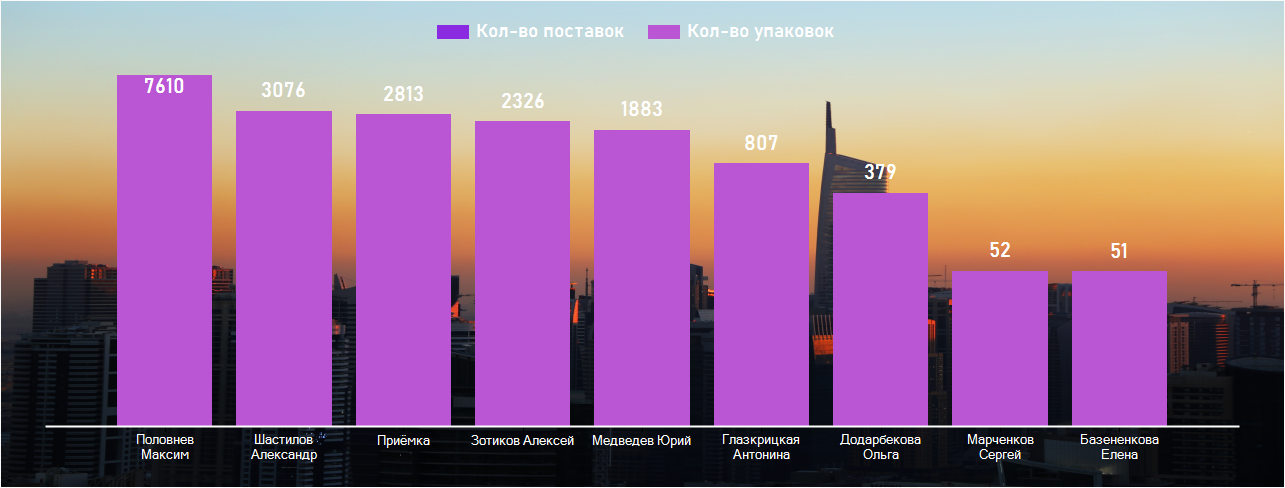 Кол-во поставок Кол-во упаковок
7610
3076
2813
2326
1883
807
379
52
51
Половнев
Максим
Шастилов
Александр
Приёмка
Зотиков Алексей
Медведев Юрий
Глазкрицкая
Антонина
Додарбекова
Ольга
Марченков
Сергей
Базененкова
Елена